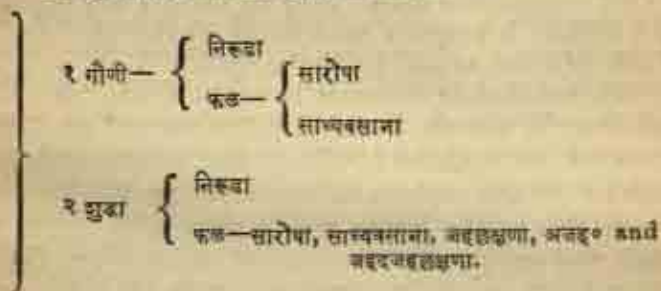 १ गौणी—
निरूढा
फल—
सारोपा
साध्यवसाना
२ शुद्धा
निरूढा
फल—सारोपा, साध्यवसाना, जहल्लक्षणा, अजह० and
जहदजहल्लक्षणा.